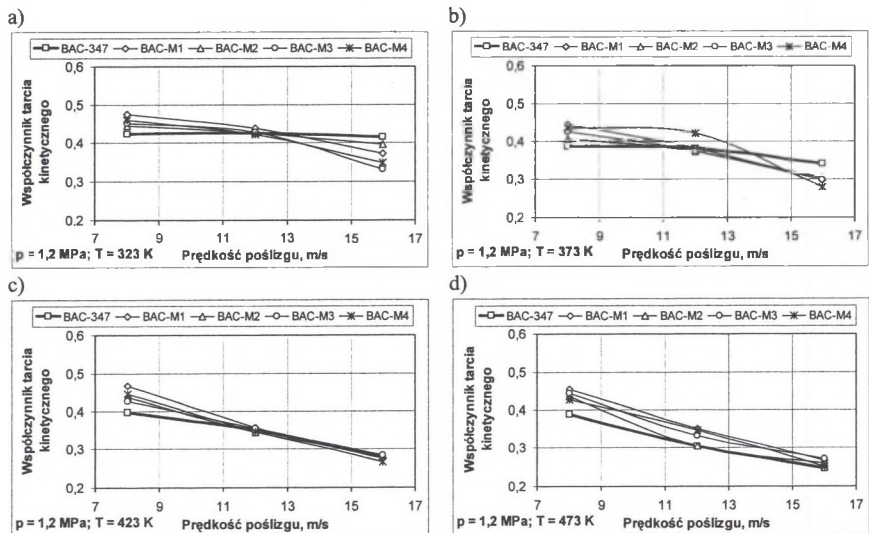 a)
BAC-347 BAC-M1 BAC-M2 BAC-M3 BAC-M4
Współczynnik tarcia
kinetycznego
0,6
0,5
0,4
0,3
0,2
7 9 11 13 15 17
p = 1,2 MPa; T = 323 K Prędkość poślizgu, m/s
b)
BAC-347 BAC-M1 BAC-M2 BAC-M3 BAC-M4
Współczynnik tarcia
kinetycznego
0,6
0,5
0,4
0,3
0,2
7 9 11 13 15 17
p = 1,2 MPa; T = 373 K Prędkość poślizgu, m/s
c)
BAC-347 BAC-M1 BAC-M2 BAC-M3 BAC-M4
Współczynnik tarcia
kinetycznego
0,6
0,5
0,4
0,3
0,2
7 9 11 13 15 17
p = 1,2 MPa; T = 423 K Prędkość poślizgu, m/s
d)
BAC-347 BAC-M1 BAC-M2 BAC-M3 BAC-M4
Współczynnik tarcia
kinetycznego
0,6
0,5
0,4
0,3
0,2
7 9 11 13 15 17
p = 1,2 MPa; T = 473 K Prędkość poślizgu, m/s